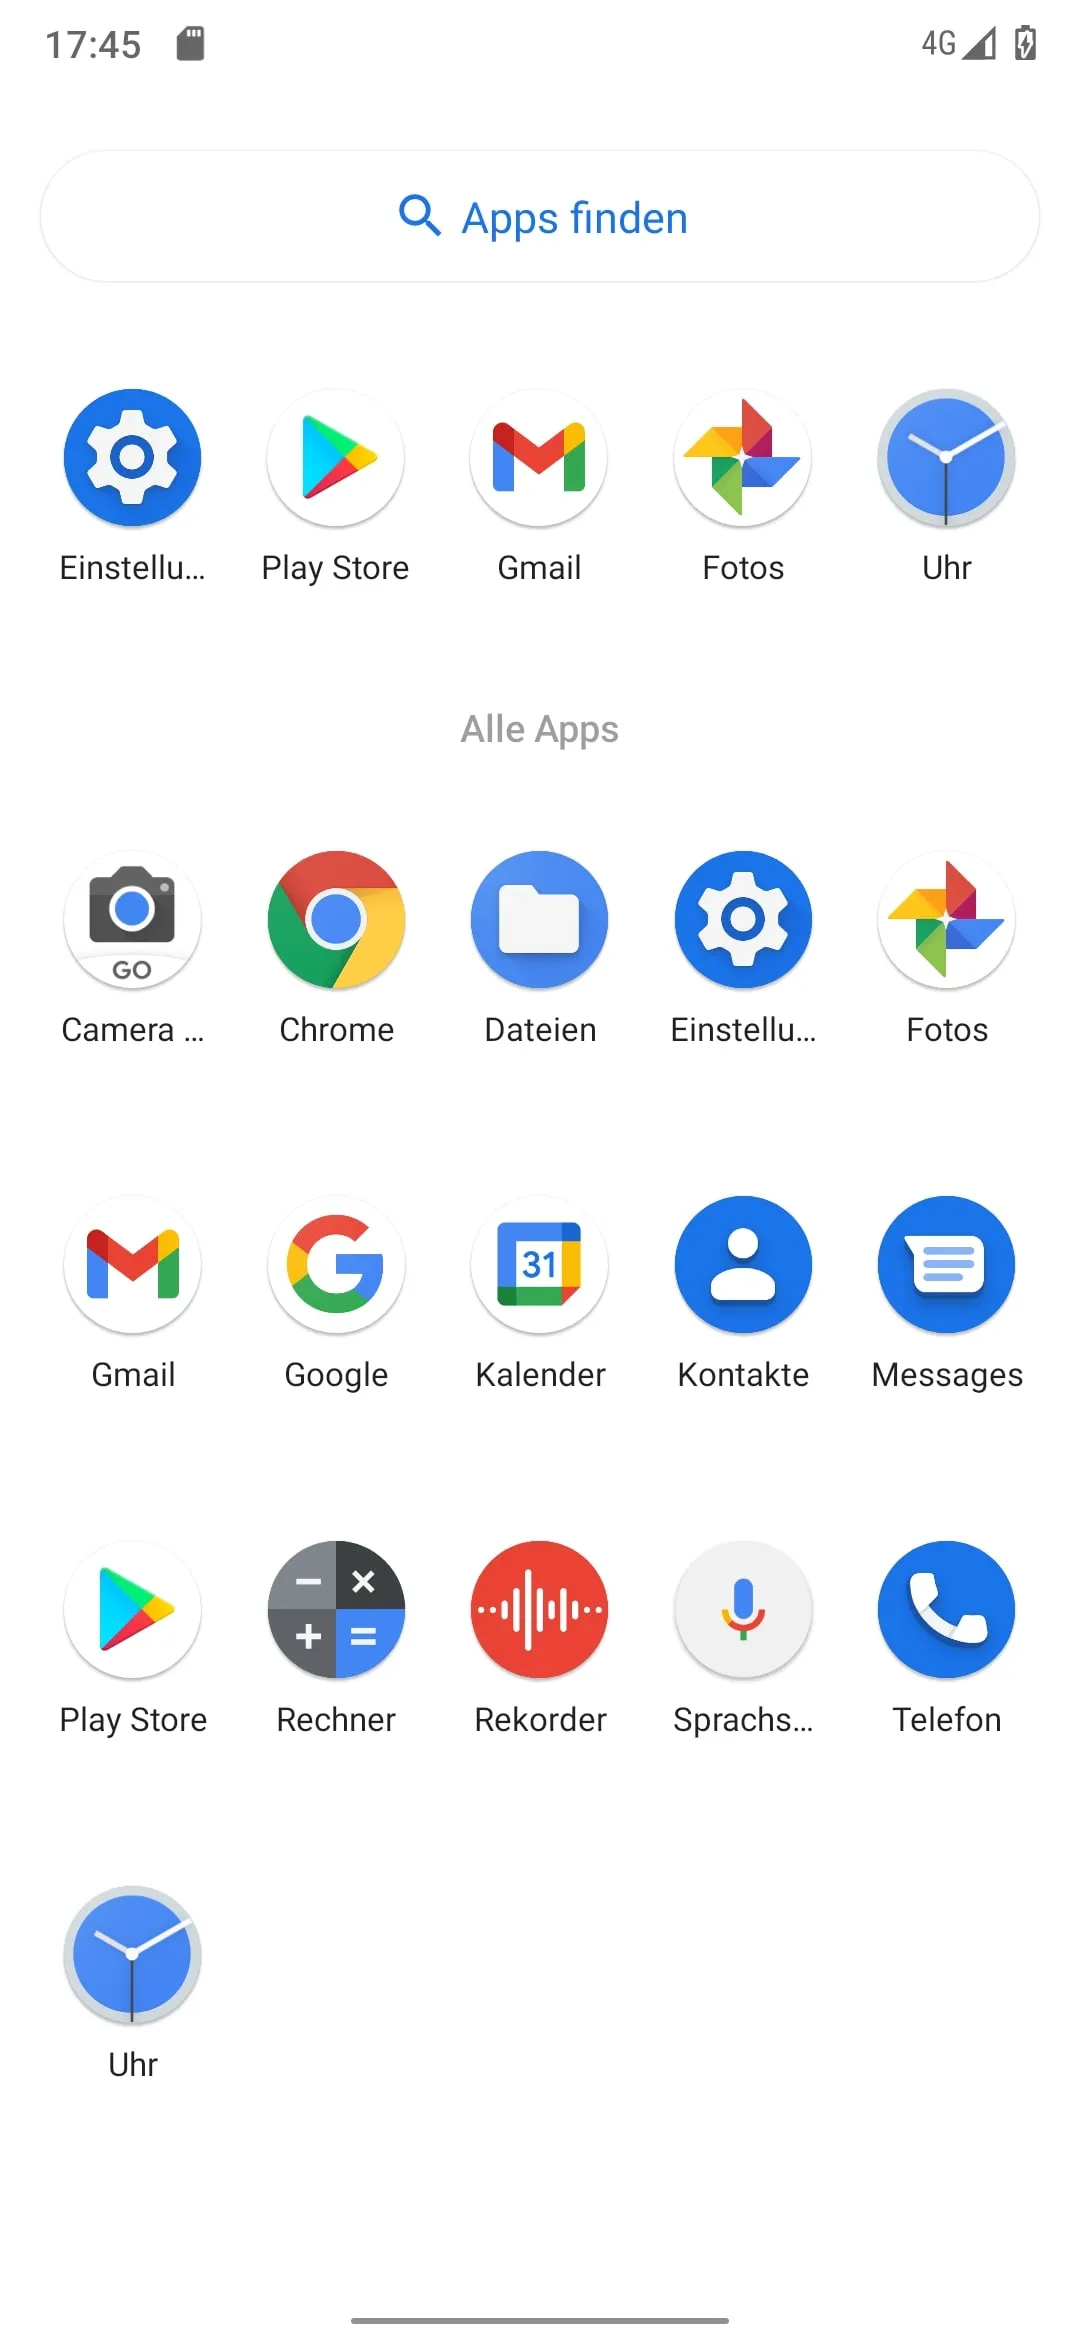 17:45 4G
Apps finden
Einstellu... Play Store Gmail Fotos Uhr
Alle Apps
GO
Camera ... Chrome Dateien Einstellu... Fotos
31
Gmail Google Kalender Kontakte Messages
Play Store Rechner Rekorder Sprachs... Telefon
Uhr